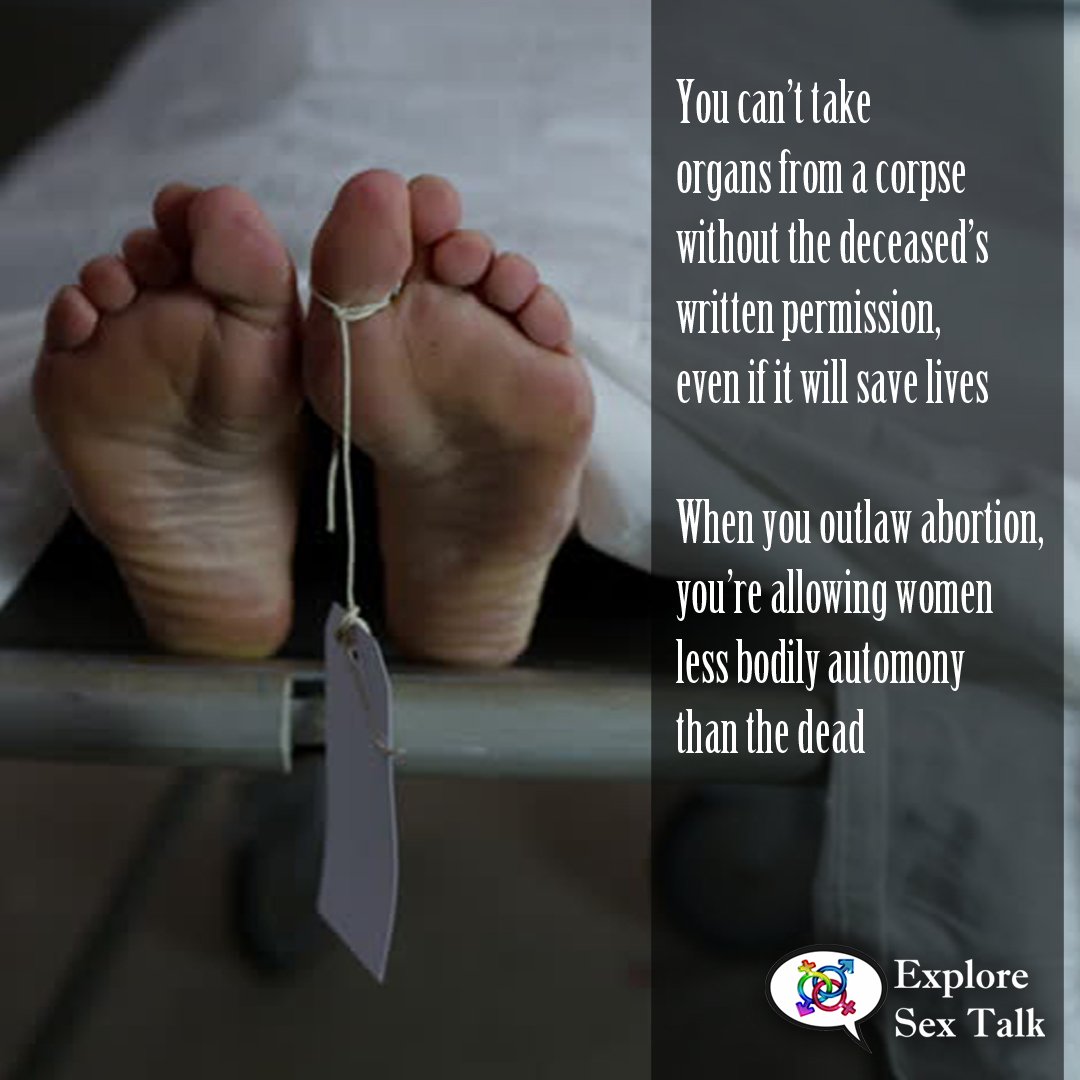 You can't take
organs from a corpse
without the deceased's
written permission,
even if it will save lives
When you outlaw abortion,
you're allowing women
less bodily automony
than the dead
Explore
Sex Talk